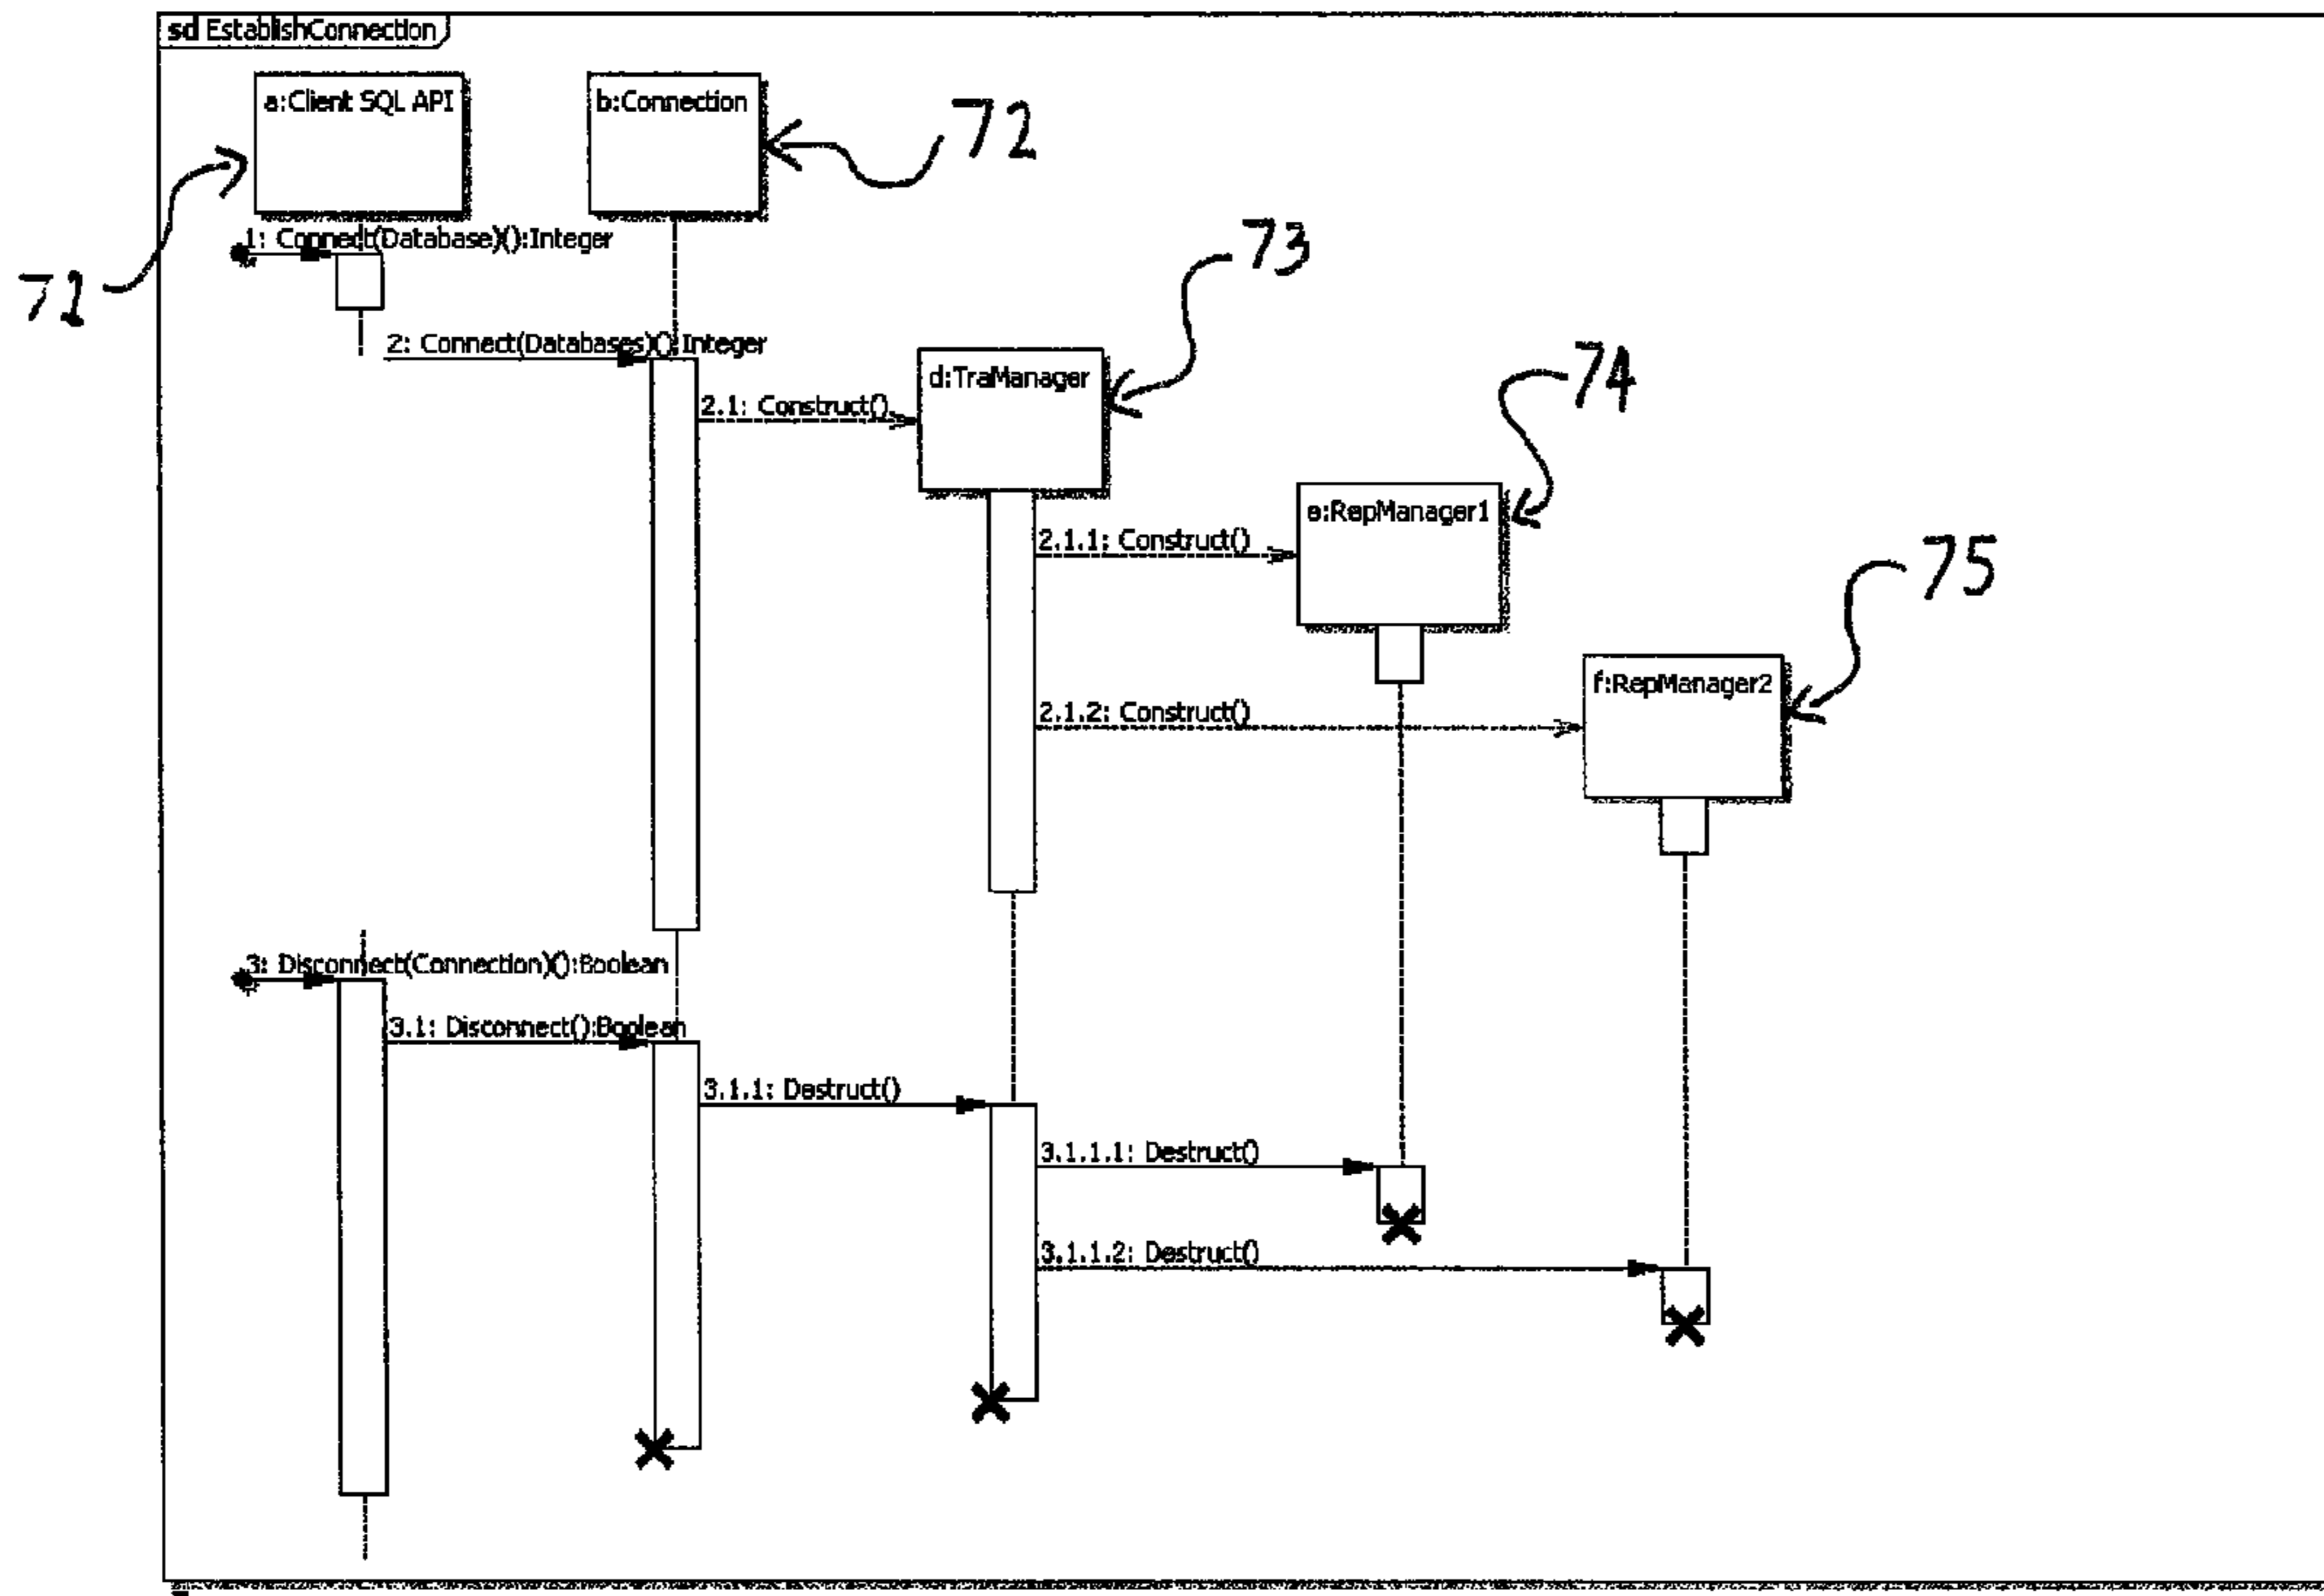 sd EstablishConnection
a:Client SQL API
b:Connection
72
1: Connect(Database)():Integer
73
71
2: Connect(Databases)():Integer
d:TraManager
74
2.1: Construct()
e:RepManager1
2.1.1: Construct()
75
f:RepManager2
2.1.2: Construct()
3: Disconnect(Connection)():Boolean
3.1: Disconnect():Boolean
3.1.1: Destruct()
3.1.1.1: Destruct()
3.1.1.2: Destruct()